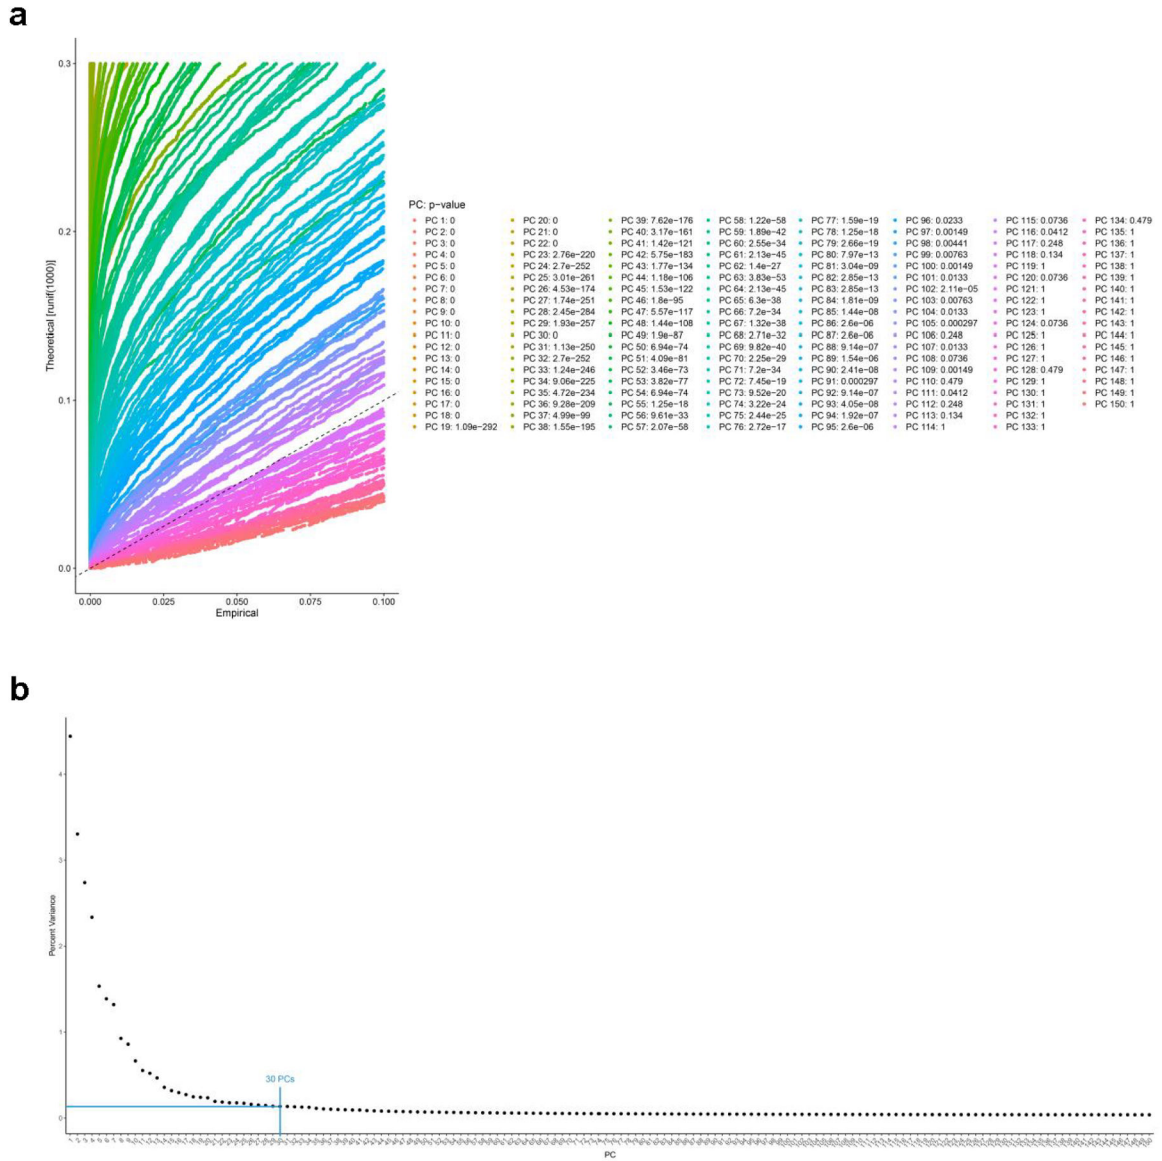 a
0.3
0.2
0.1
0.0
Theoretical [runif(1000)]
0.000 0.025 0.050 0.075 0.100
Empirical
PC: p−value
PC 1: 0
PC 2: 0
PC 3: 0
PC 4: 0
PC 5: 0
PC 6: 0
PC 7: 0
PC 8: 0
PC 9: 0
PC 10: 0
PC 11: 0
PC 12: 0
PC 13: 0
PC 14: 0
PC 15: 0
PC 16: 0
PC 17: 0
PC 18: 0
PC 19: 1.09e−292
PC 20: 0
PC 21: 0
PC 22: 0
PC 23: 2.76e−220
PC 24: 2.7e−252
PC 25: 3.01e−261
PC 26: 4.53e−174
PC 27: 1.74e−251
PC 28: 2.45e−284
PC 29: 1.93e−257
PC 30: 0
PC 31: 1.13e−250
PC 32: 2.7e−252
PC 33: 1.24e−246
PC 34: 9.06e−225
PC 35: 4.72e−234
PC 36: 9.28e−209
PC 37: 4.99e−99
PC 38: 1.55e−195
PC 39: 7.62e−176
PC 40: 3.17e−161
PC 41: 1.42e−121
PC 42: 5.75e−183
PC 43: 1.77e−134
PC 44: 1.18e−106
PC 45: 1.53e−122
PC 46: 1.8e−95
PC 47: 5.57e−117
PC 48: 1.44e−108
PC 49: 1.9e−87
PC 50: 6.94e−74
PC 51: 4.09e−81
PC 52: 3.46e−73
PC 53: 3.82e−77
PC 54: 6.94e−74
PC 55: 1.25e−18
PC 56: 9.61e−33
PC 57: 2.07e−58
PC 58: 1.22e−58
PC 59: 1.89e−42
PC 60: 2.55e−34
PC 61: 2.13e−45
PC 62: 1.4e−27
PC 63: 3.83e−53
PC 64: 2.13e−45
PC 65: 6.3e−38
PC 66: 7.2e−34
PC 67: 1.32e−38
PC 68: 2.71e−32
PC 69: 9.82e−40
PC 70: 2.25e−29
PC 71: 7.2e−34
PC 72: 7.45e−19
PC 73: 9.52e−20
PC 74: 3.22e−24
PC 75: 2.44e−25
PC 76: 2.72e−17
PC 77: 1.59e−19
PC 78: 1.25e−18
PC 79: 2.66e−19
PC 80: 7.97e−13
PC 81: 3.04e−09
PC 82: 2.85e−13
PC 83: 2.85e−13
PC 84: 1.81e−09
PC 85: 1.44e−08
PC 86: 2.6e−06
PC 87: 2.6e−06
PC 88: 9.14e−07
PC 89: 1.54e−06
PC 90: 2.41e−08
PC 91: 0.000297
PC 92: 9.14e−07
PC 93: 4.05e−08
PC 94: 1.92e−07
PC 95: 2.6e−06
PC 96: 0.0233
PC 97: 0.00149
PC 98: 0.00441
PC 99: 0.00763
PC 100: 0.00149
PC 101: 0.0133
PC 102: 2.11e−05
PC 103: 0.00763
PC 104: 0.0133
PC 105: 0.000297
PC 106: 0.248
PC 107: 0.0133
PC 108: 0.0736
PC 109: 0.00149
PC 110: 0.479
PC 111: 0.0412
PC 112: 0.248
PC 113: 0.134
PC 114: 1
PC 115: 0.0736
PC 116: 0.0412
PC 117: 0.248
PC 118: 0.134
PC 119: 1
PC 120: 0.0736
PC 121: 1
PC 122: 1
PC 123: 1
PC 124: 0.0736
PC 125: 1
PC 126: 1
PC 127: 1
PC 128: 0.479
PC 129: 1
PC 130: 1
PC 131: 1
PC 132: 1
PC 133: 1
PC 134: 0.479
PC 135: 1
PC 136: 1
PC 137: 1
PC 138: 1
PC 139: 1
PC 140: 1
PC 141: 1
PC 142: 1
PC 143: 1
PC 144: 1
PC 145: 1
PC 146: 1
PC 147: 1
PC 148: 1
PC 149: 1
PC 150: 1
b
4
3
2
1
0
Percent Variance
30 PCs
1 2 3 4 5 6 7 8 9 10 11 12 13 14 15 16 17 18 19 20 21 22 23 24 25 26 27 28 29 30
PC